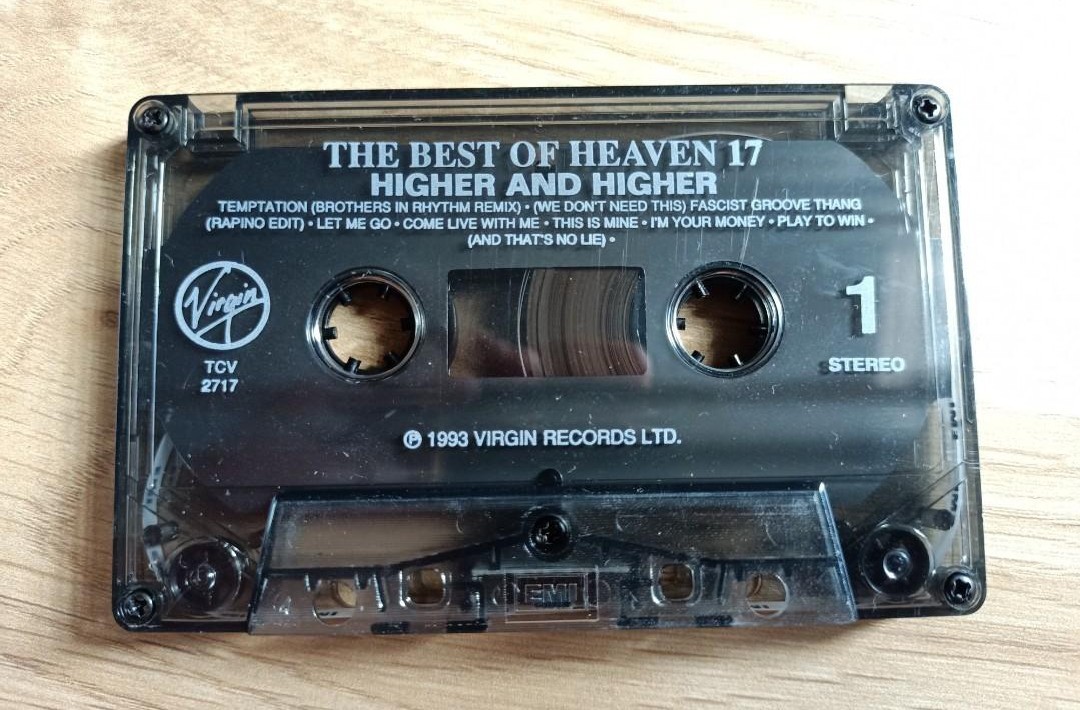 THE BEST OF HEAVEN 17
HIGHER AND HIGHER
TEMPTATION (BROTHERS IN RHYTHM REMIX) • (WE DON'T NEED THIS) FASCIST GROOVE THANG
(RAPINO EDIT) • LET ME GO • COME LIVE WITH ME • THIS IS MINE • I'M YOUR MONEY • PLAY TO WIN •
(AND THAT'S NO LIE) •
Virgin
1
TCV
2717
STEREO
℗ 1993 VIRGIN RECORDS LTD.
EMI